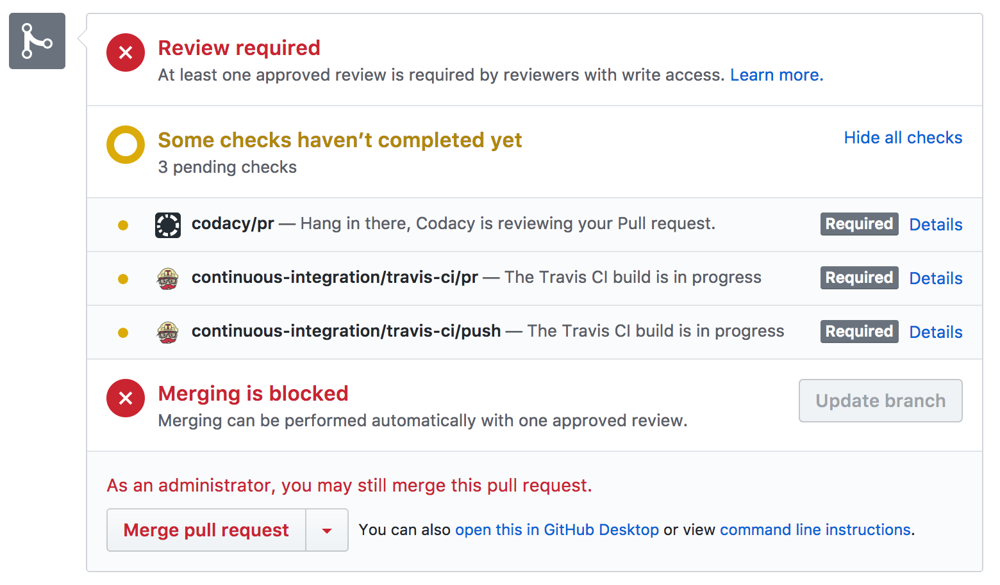 Review required
At least one approved review is required by reviewers with write access. Learn more.
Some checks haven’t completed yet
Hide all checks
3 pending checks
codacy/pr — Hang in there, Codacy is reviewing your Pull request. Required Details
continuous-integration/travis-ci/pr — The Travis CI build is in progress Required Details
continuous-integration/travis-ci/push — The Travis CI build is in progress Required Details
Merging is blocked
Update branch
Merging can be performed automatically with one approved review.
As an administrator, you may still merge this pull request.
Merge pull request You can also open this in GitHub Desktop or view command line instructions.